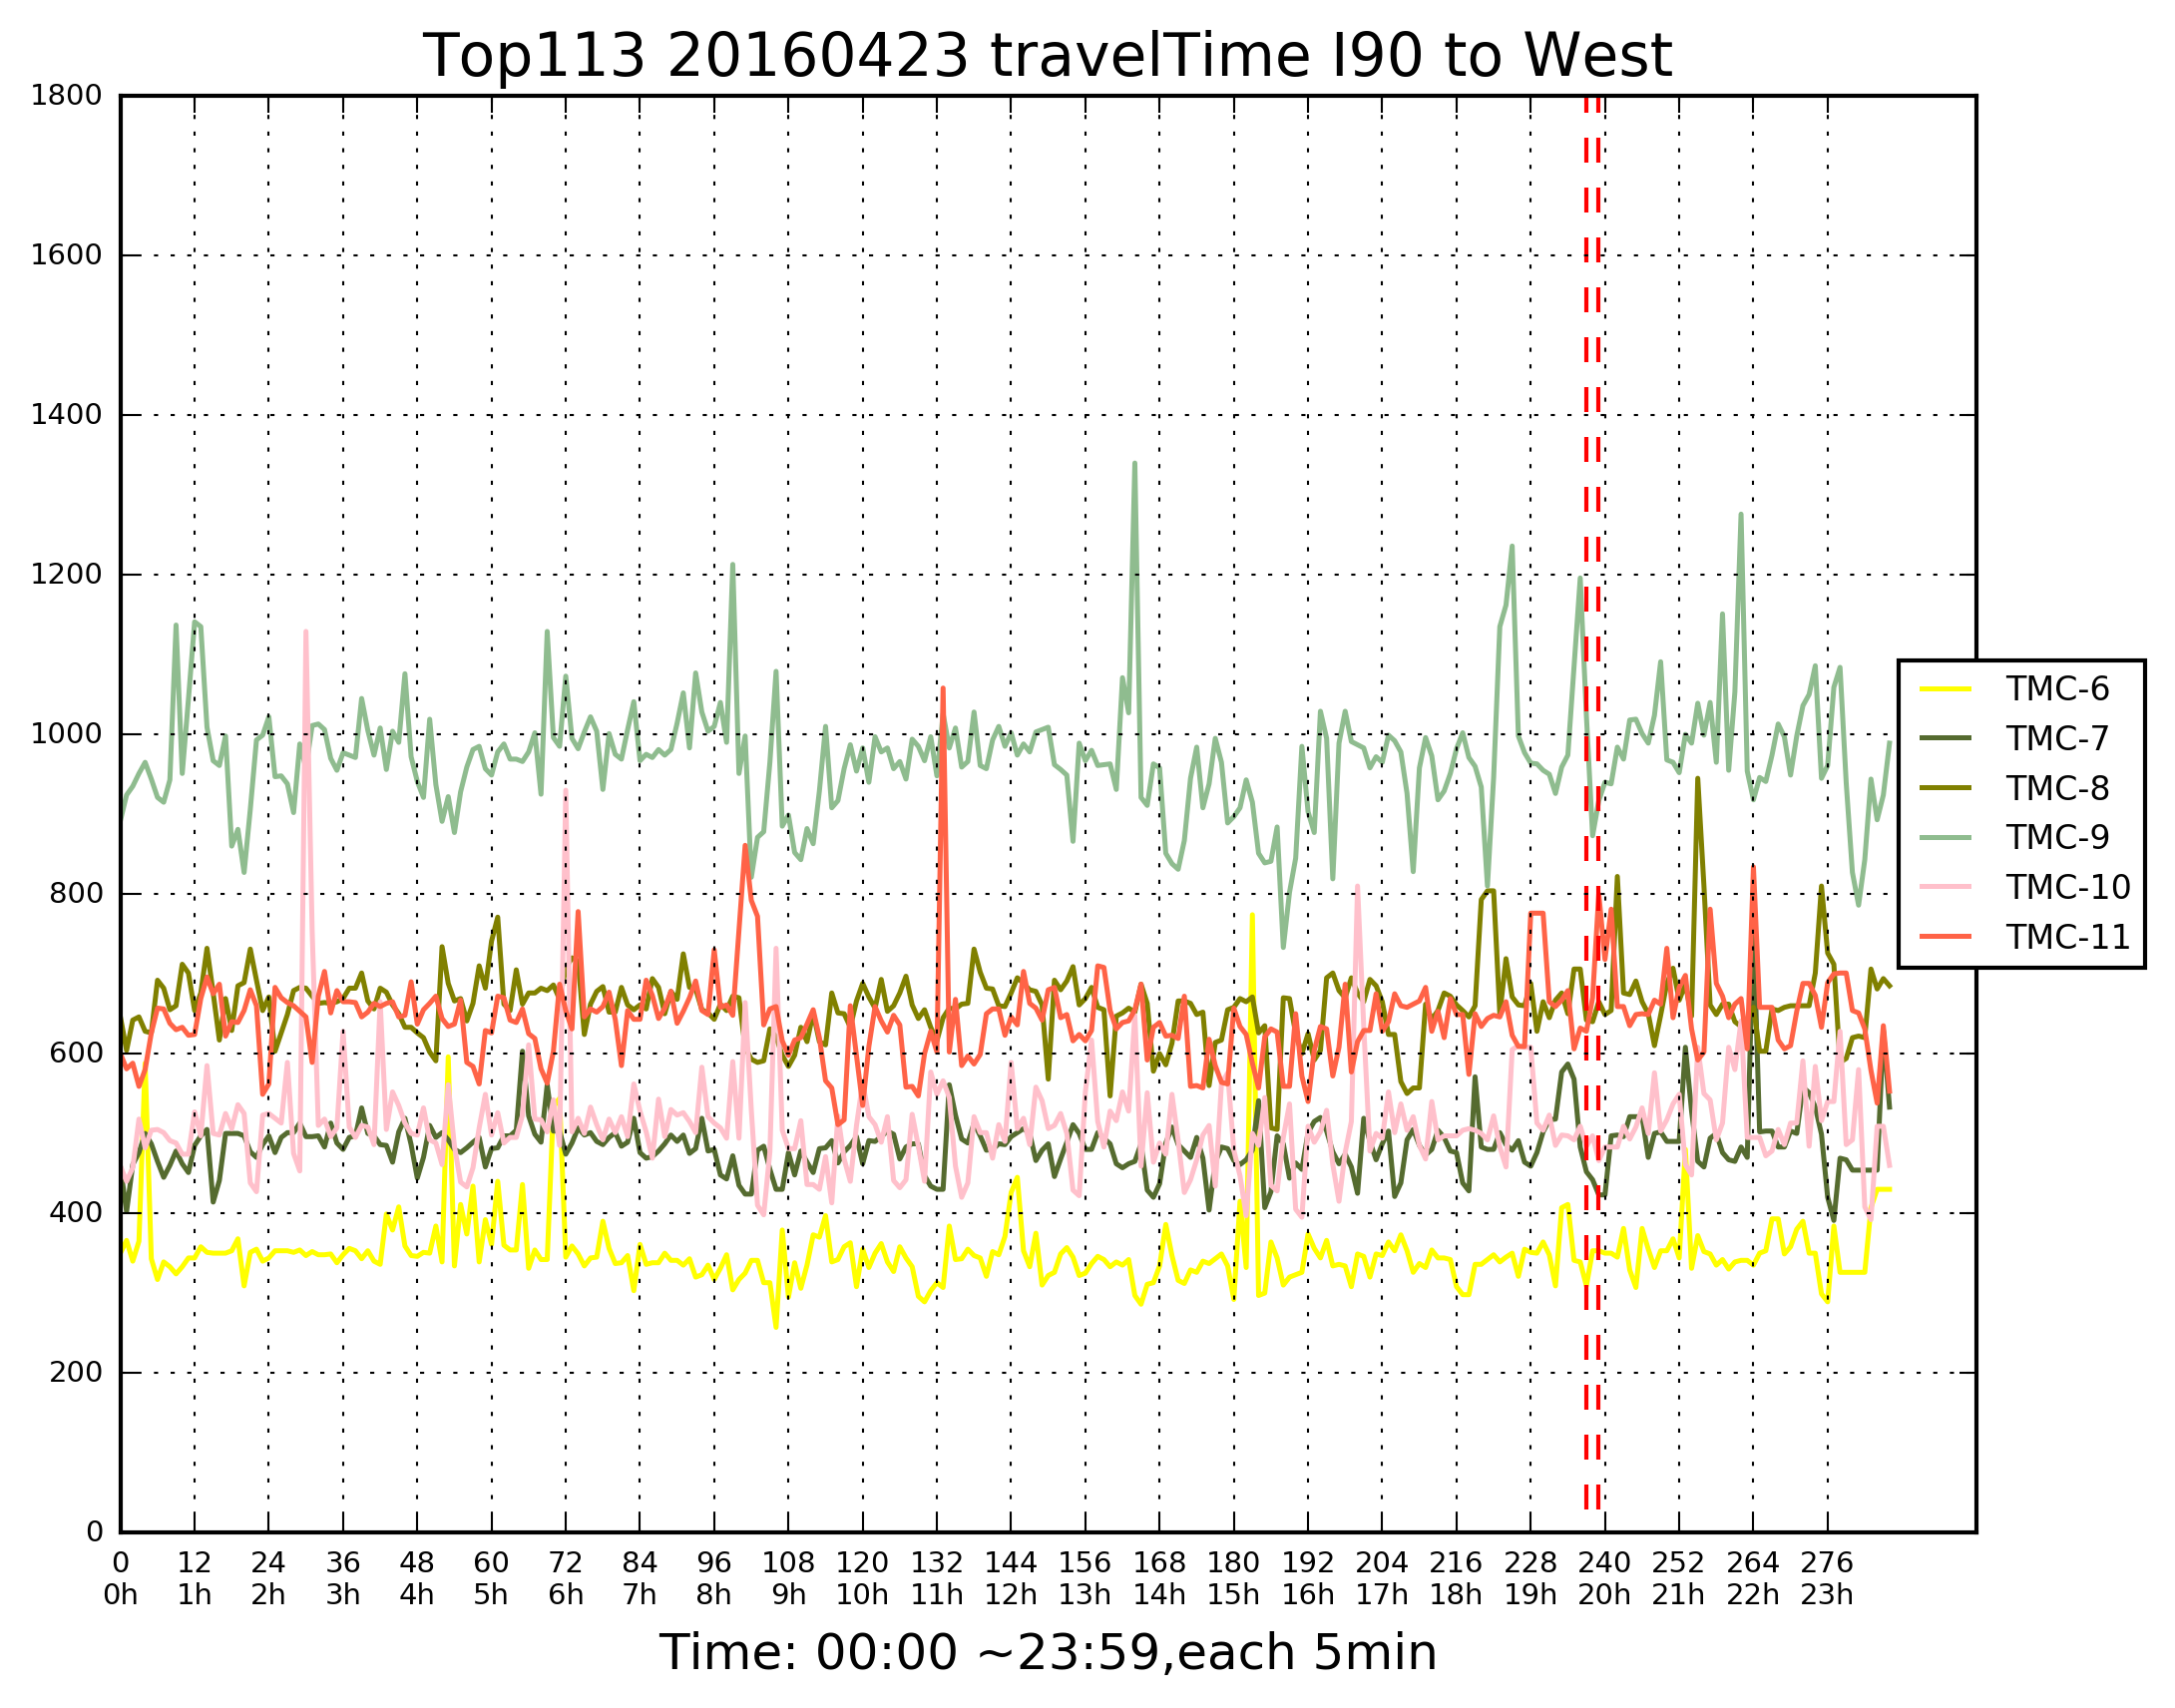 Top113 20160423 travelTime I90 to West
1800
1600
1400
1200
1000
800
600
400
200
0
TMC-6
TMC-7
TMC-8
TMC-9
TMC-10
TMC-11
0 12 24 36 48 60 72 84 96 108 120 132 144 156 168 180 192 204 216 228 240 252 264 276
0h 1h 2h 3h 4h 5h 6h 7h 8h 9h 10h 11h 12h 13h 14h 15h 16h 17h 18h 19h 20h 21h 22h 23h
Time: 00:00 ~23:59,each 5min